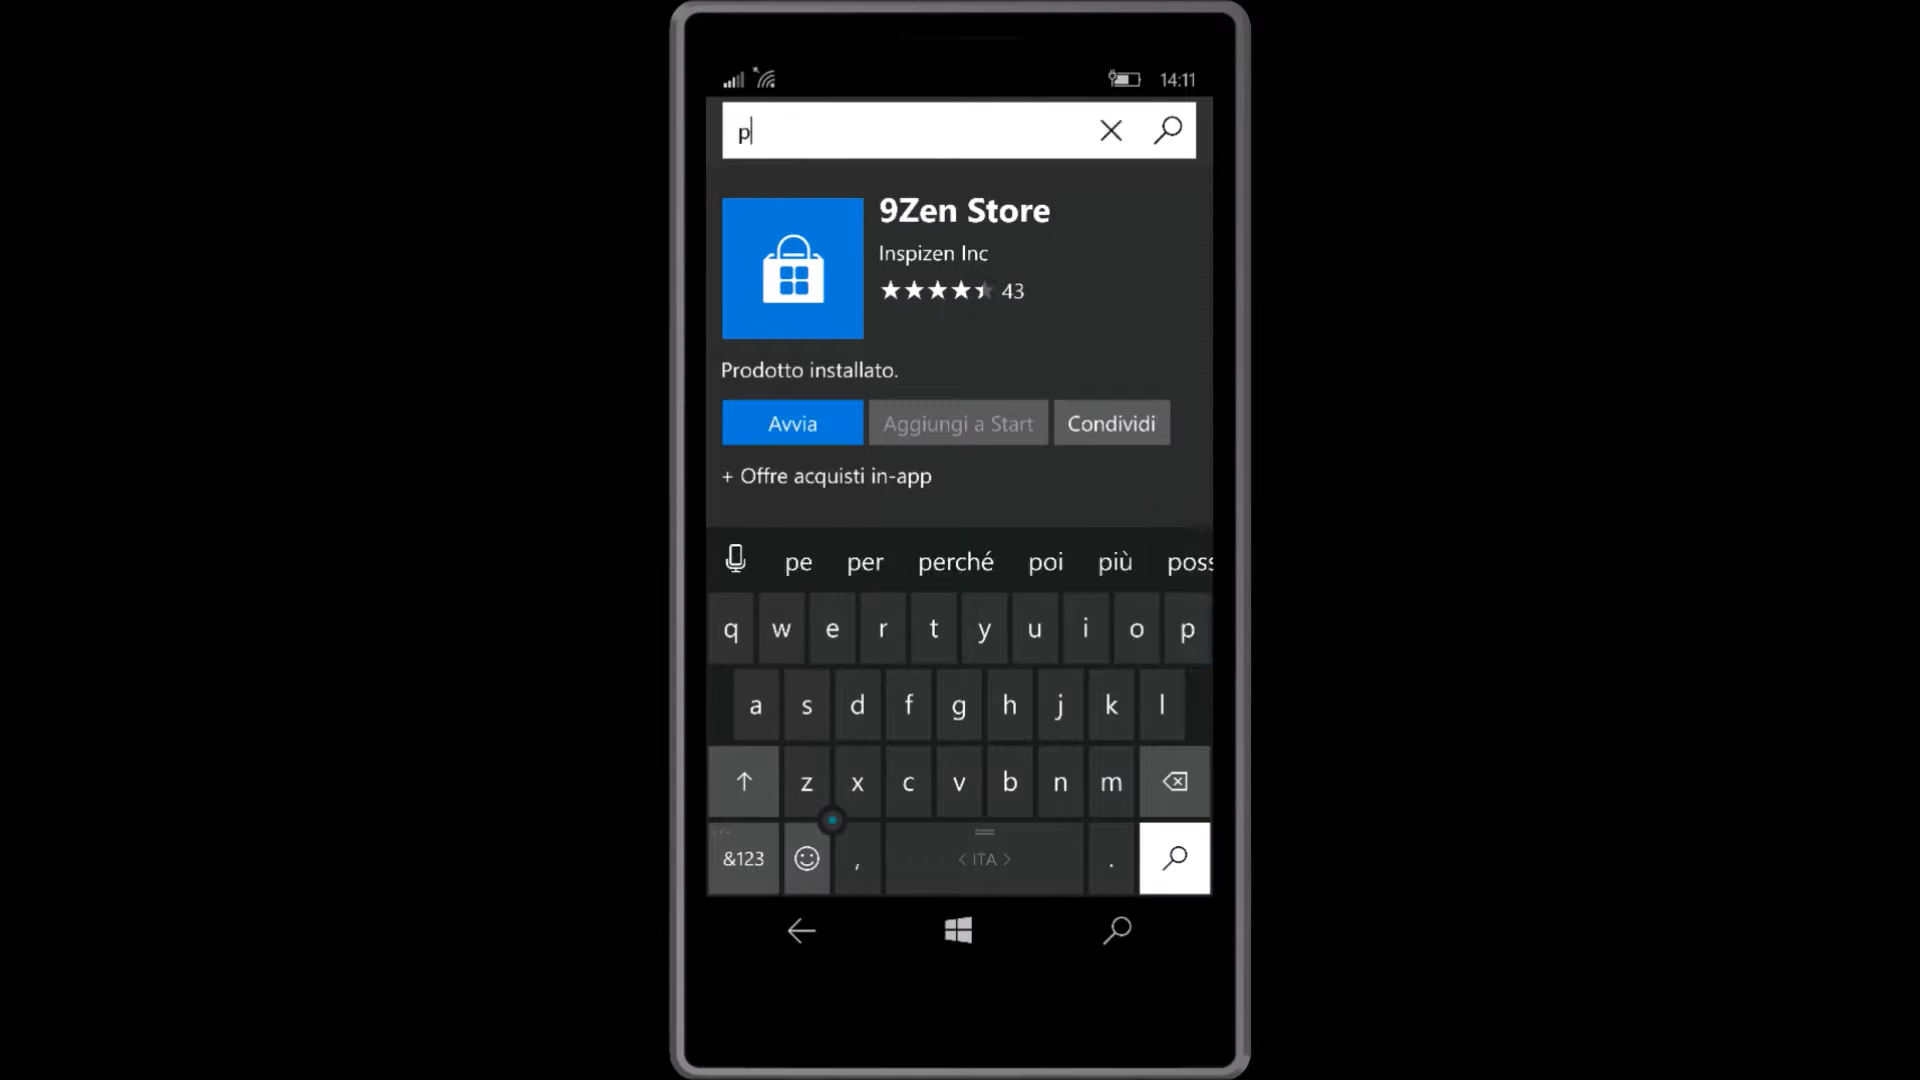 14:11
p
9Zen Store
Inspizen Inc
43
Prodotto installato.
Avvia Aggiungi a Start Condividi
+ Offre acquisti in-app
pe per perché poi più poss
q w e r t y u i o p
a s d f g h j k l
z x c v b n m
&123 , < ITA > .